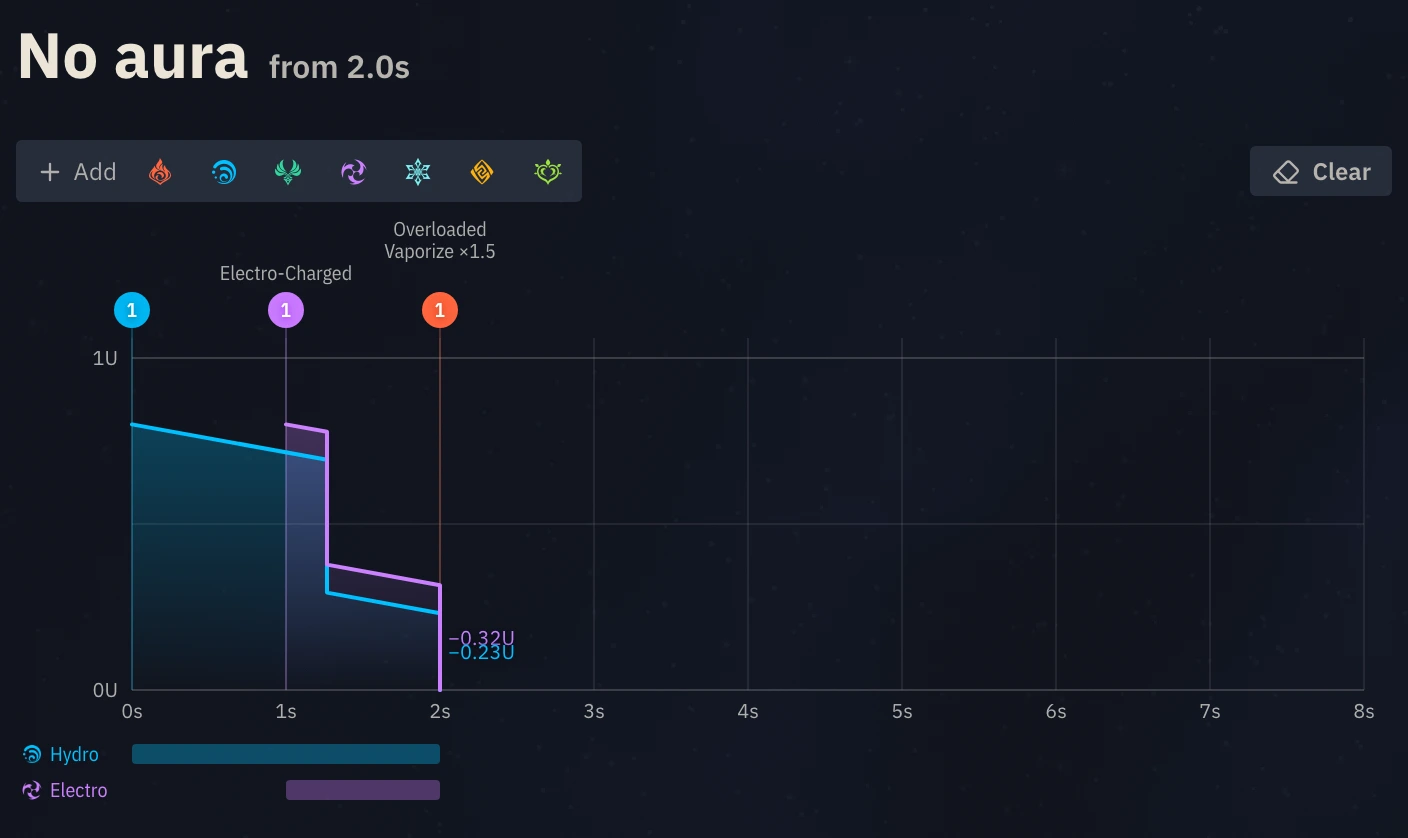 No aura from 2.0s
+ Add
Clear
Overloaded
Vaporize ×1.5
Electro-Charged
1 1 1
1U
−0.32U
−0.23U
0U
0s 1s 2s 3s 4s 5s 6s 7s 8s
Hydro
Electro